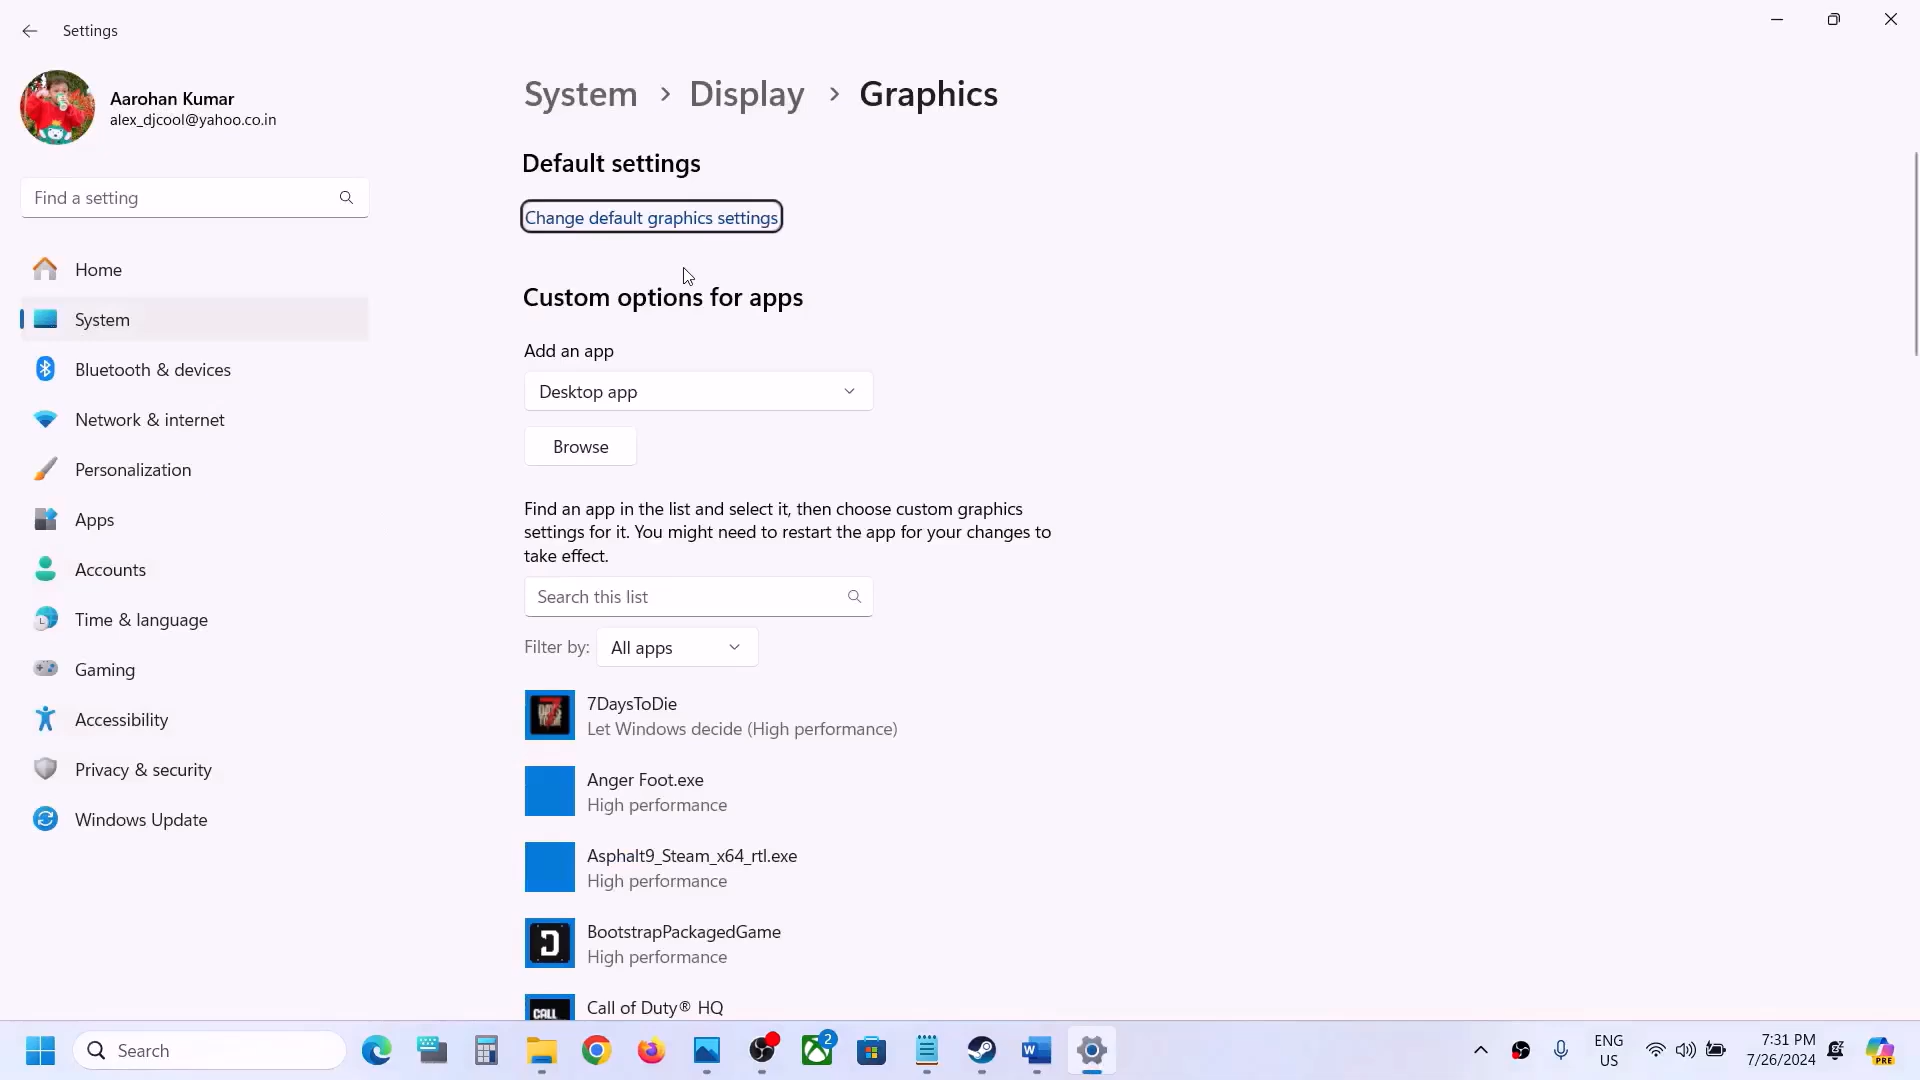 Settings
Aarohan Kumar
alex_djcool@yahoo.co.in
Find a setting
Home
System
Bluetooth & devices
Network & internet
Personalization
Apps
Accounts
Time & language
Gaming
Accessibility
Privacy & security
Windows Update
System > Display > Graphics
Default settings
Change default graphics settings
Custom options for apps
Add an app
Desktop app
Browse
Find an app in the list and select it, then choose custom graphics
settings for it. You might need to restart the app for your changes to
take effect.
Search this list
Filter by: All apps
7DaysToDie
Let Windows decide (High performance)
Anger Foot.exe
High performance
Asphalt9_Steam_x64_rtl.exe
High performance
BootstrapPackagedGame
High performance
CALL
Call of Duty® HQ
Search
2
ENG
US
7:31 PM
7/26/2024
PRE